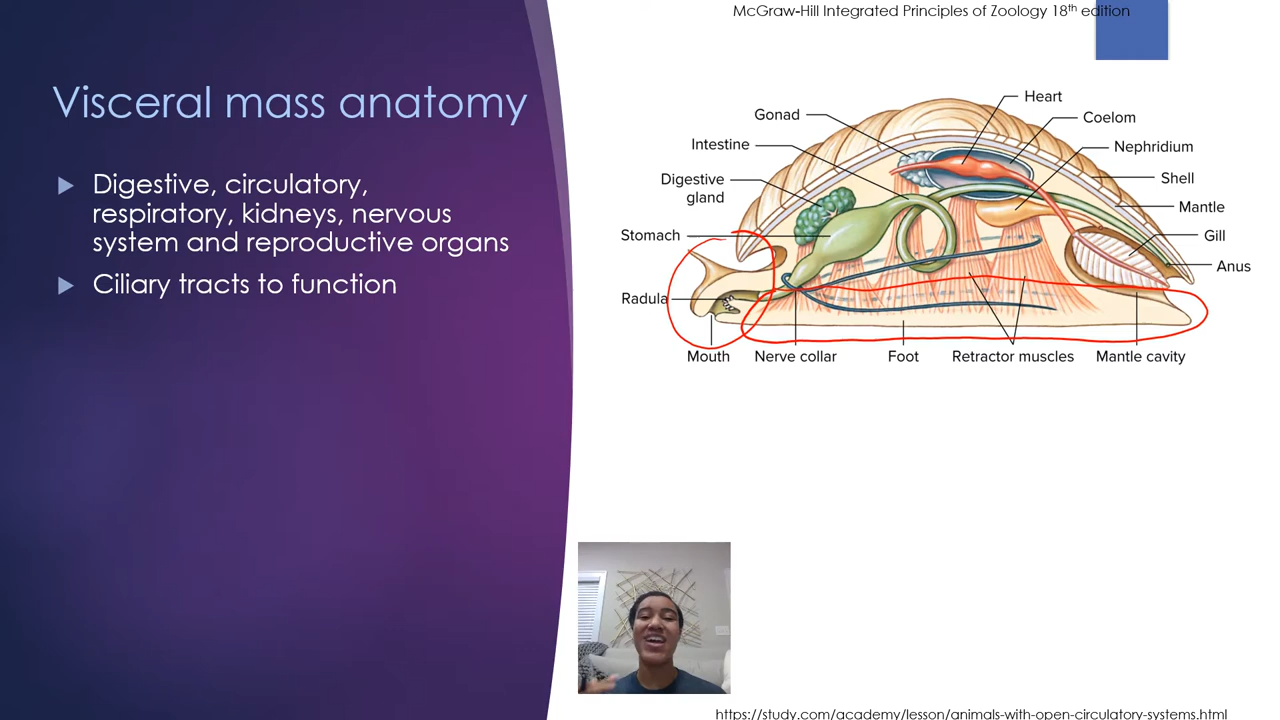 McGraw-Hill Integrated Principles of Zoology 18th edition
Visceral mass anatomy
Digestive, circulatory,
respiratory, kidneys, nervous
system and reproductive organs
Ciliary tracts to function
Heart
Gonad
Coelom
Intestine
Nephridium
Digestive
gland
Shell
Mantle
Stomach
Gill
Anus
Radula
Mouth
Nerve collar
Foot
Retractor muscles
Mantle cavity
https://study.com/academy/lesson/animals-with-open-circulatory-systems.html